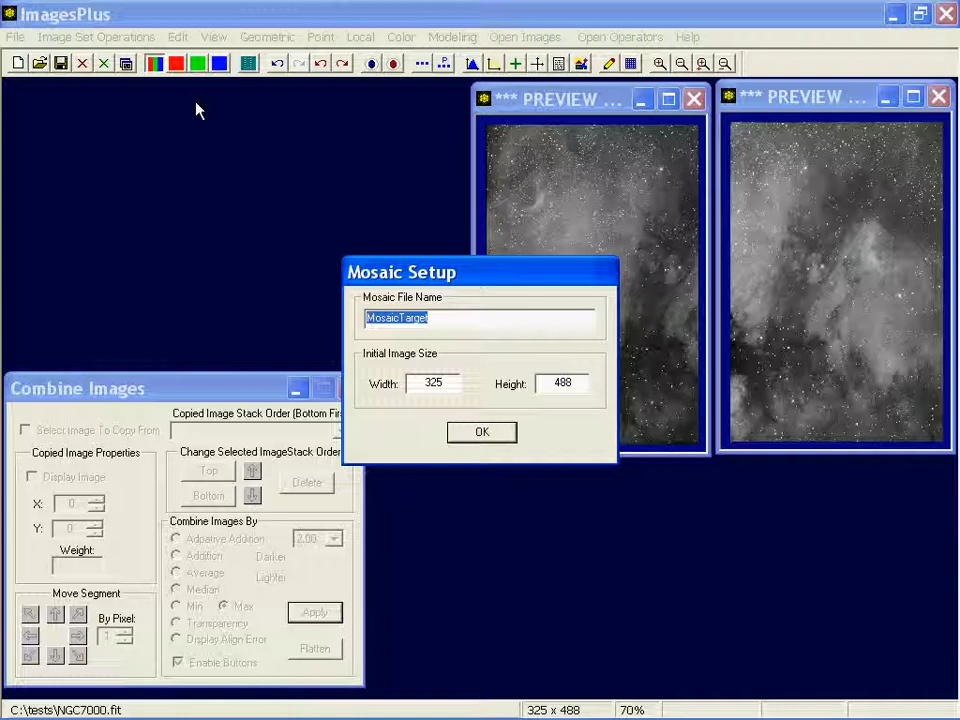 ImagesPlus
File Image Set Operations Edit View Geometric Point Local Color Modeling Open Images Open Operators Help
*** PREVIEW ...
*** PREVIEW ...
Mosaic Setup
Mosaic File Name
MosaicTarget
Initial Image Size
Width: 325 Height: 488
OK
Combine Images
Copied Image Stack Order (Bottom Fir
Select Image To Copy From
Copied Image Properties
Change Selected ImageStack Order
Display Image
Top
Delete
Bottom
X: 0
Y: 0
Weight:
Combine Images By
Adpative Addition 2.00
Addition Darker
Average Lighter
Median
Min Max
Transparency
Display Align Error
Enable Buttons
Apply
Flatten
Move Segment
By Pixel:
1
C:\tests\NGC7000.fit
325 x 488
70%